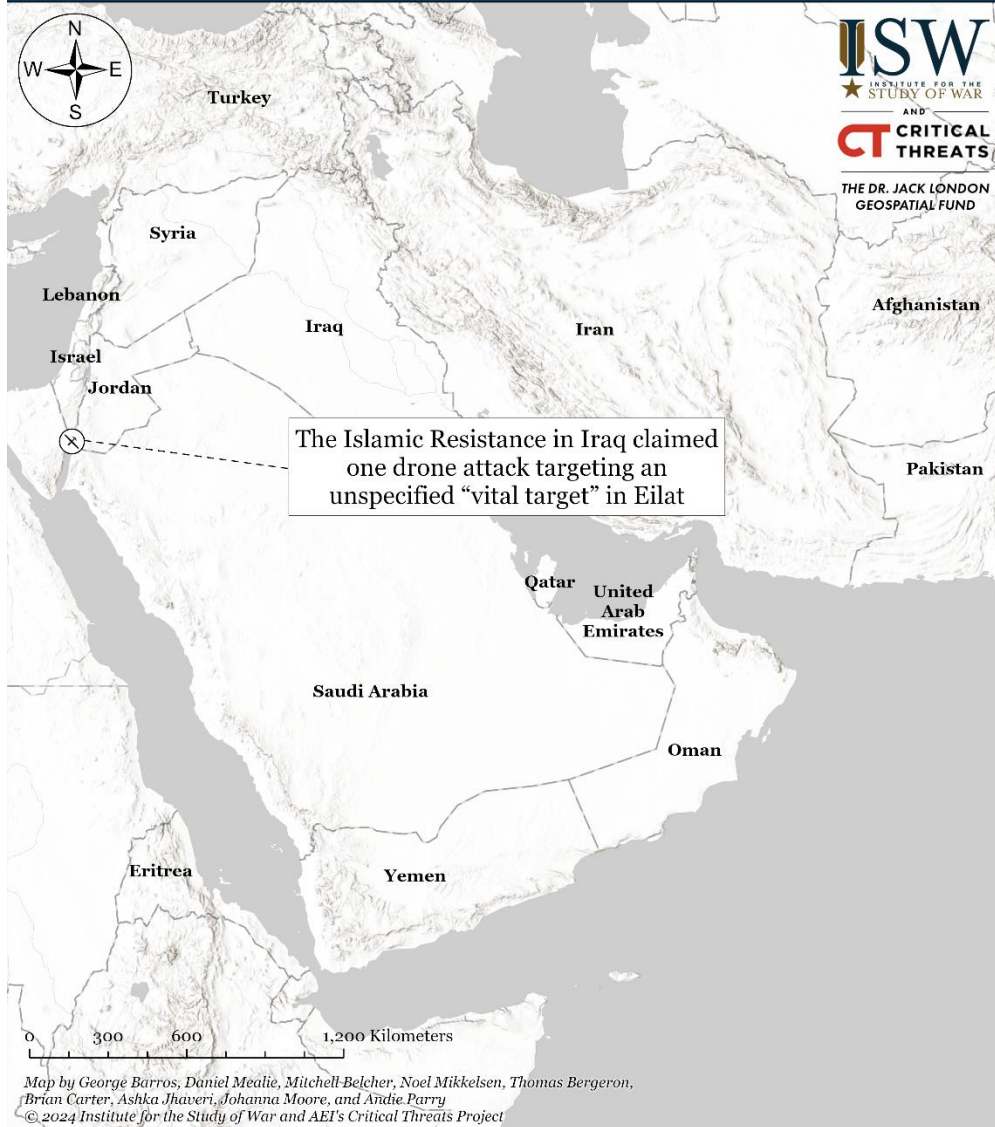 N
W E
S
ISW
INSTITUTE FOR THE
STUDY OF WAR
AND
CT CRITICAL
THREATS
THE DR. JACK LONDON
GEOSPATIAL FUND
Turkey
Syria
Lebanon
Iraq
Iran
Afghanistan
Israel
Jordan
The Islamic Resistance in Iraq claimed
one drone attack targeting an
unspecified “vital target” in Eilat
Pakistan
Qatar
United
Arab
Emirates
Saudi Arabia
Oman
Eritrea
Yemen
0 300 600 1,200 Kilometers
Map by George Barros, Daniel Mealie, Mitchell Belcher, Noel Mikkelsen, Thomas Bergeron,
Brian Carter, Ashka Jhaveri, Johanna Moore, and Andie Parry
© 2024 Institute for the Study of War and AEI's Critical Threats Project